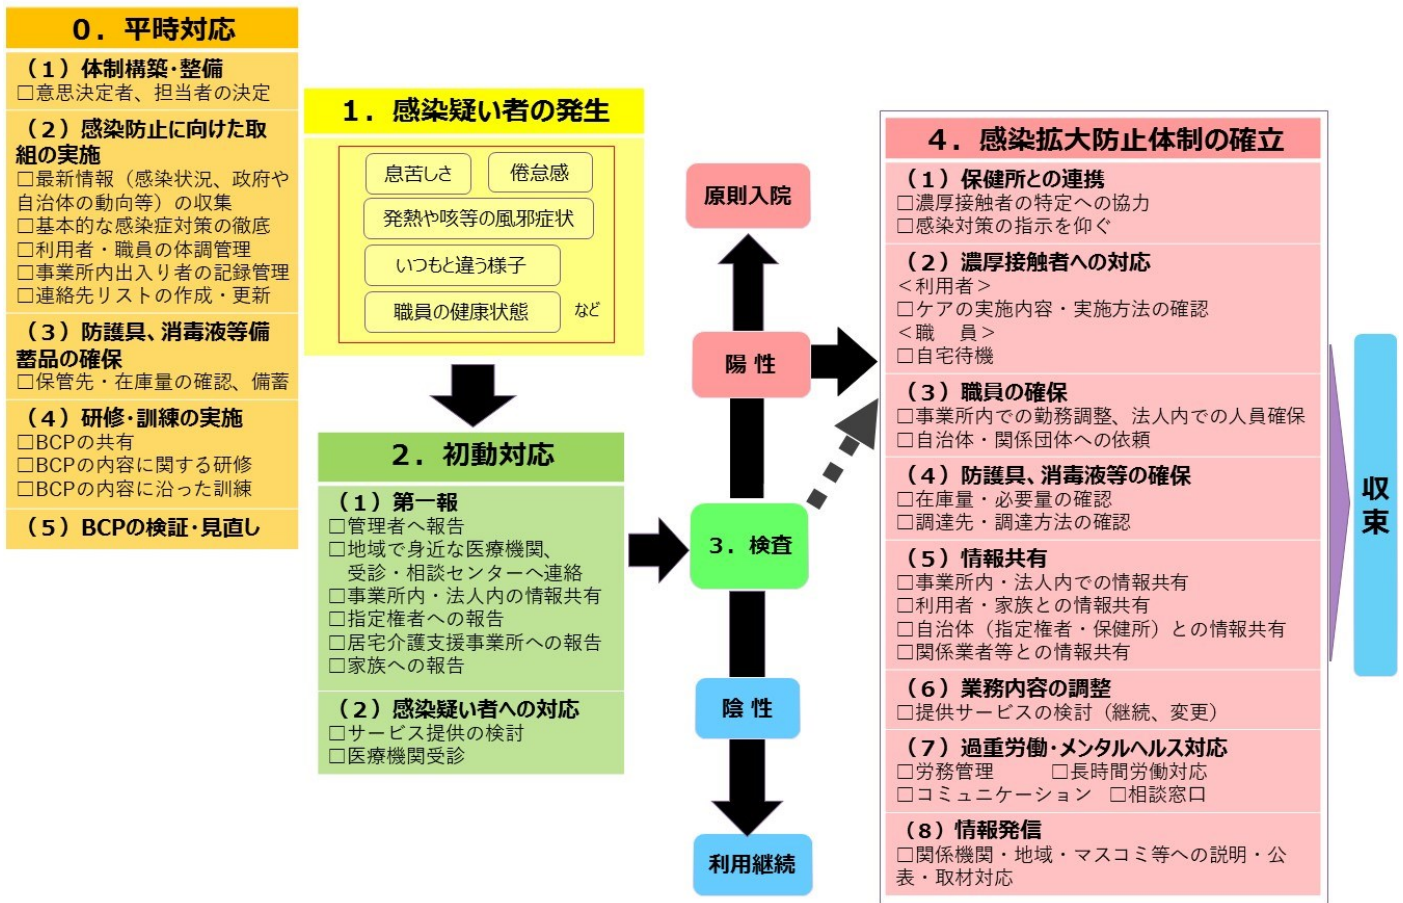 ０．平時対応
（１）体制構築・整備
□意思決定者、担当者の決定
（２）感染防止に向けた取
組の実施
□最新情報（感染状況、政府や
自治体の動向等）の収集
□基本的な感染症対策の徹底
□利用者・職員の体調管理
□事業所内出入り者の記録管理
□連絡先リストの作成・更新
（３）防護具、消毒液等備
蓄品の確保
□保管先・在庫量の確認、備蓄
（４）研修・訓練の実施
□BCPの共有
□BCPの内容に関する研修
□BCPの内容に沿った訓練
（５）BCPの検証・見直し
１．感染疑い者の発生
息苦しさ
倦怠感
発熱や咳等の風邪症状
いつもと違う様子
職員の健康状態
など
２．初動対応
（１）第一報
□管理者へ報告
□地域で身近な医療機関、
受診・相談センターへ連絡
□事業所内・法人内の情報共有
□指定権者への報告
□居宅介護支援事業所への報告
□家族への報告
（２）感染疑い者への対応
□サービス提供の検討
□医療機関受診
原則入院
陽 性
３．検査
陰 性
利用継続
４．感染拡大防止体制の確立
（１）保健所との連携
□濃厚接触者の特定への協力
□感染対策の指示を仰ぐ
（２）濃厚接触者への対応
＜利用者＞
□ケアの実施内容・実施方法の確認
＜職　員＞
□自宅待機
（３）職員の確保
□事業所内での勤務調整、法人内での人員確保
□自治体・関係団体への依頼
（４）防護具、消毒液等の確保
□在庫量・必要量の確認
□調達先・調達方法の確認
（５）情報共有
□事業所内・法人内での情報共有
□利用者・家族との情報共有
□自治体（指定権者・保健所）との情報共有
□関係業者等との情報共有
（６）業務内容の調整
□提供サービスの検討（継続、変更）
（７）過重労働・メンタルヘルス対応
□労務管理　　　□長時間労働対応
□コミュニケーション　□相談窓口
（８）情報発信
□関係機関・地域・マスコミ等への説明・公
表・取材対応
収束